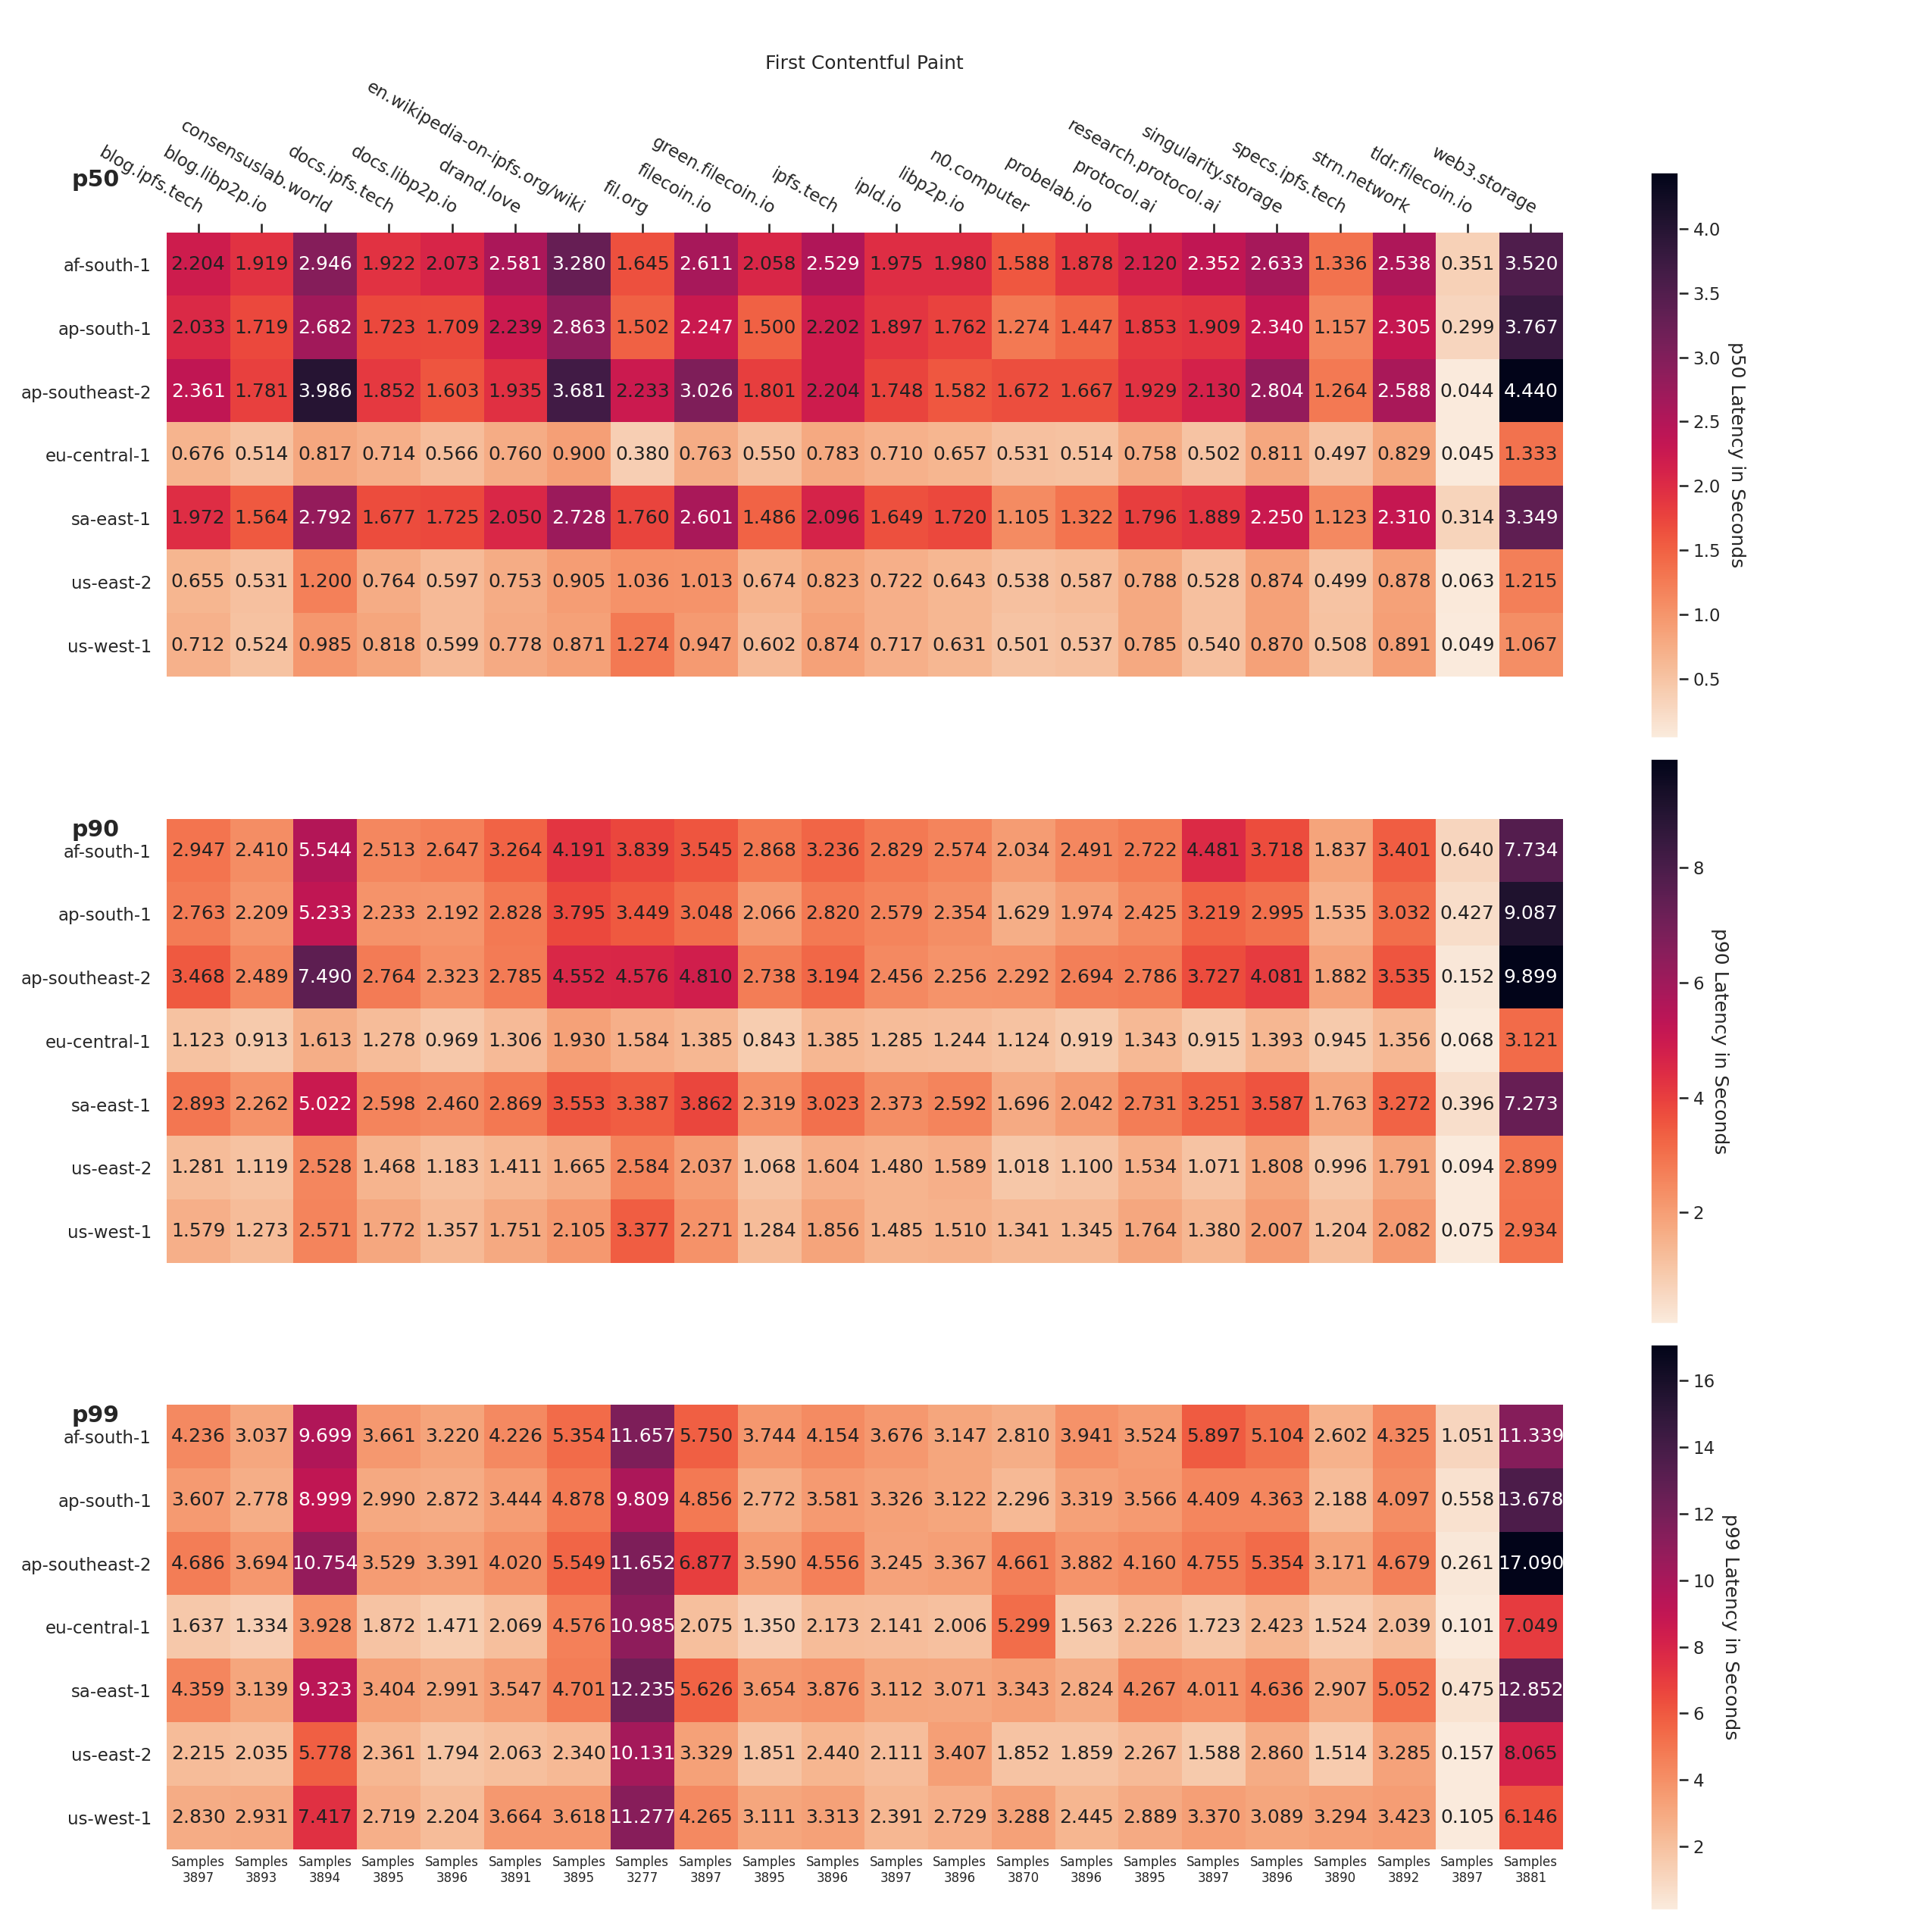 First Contentful Paint
p50
blog.ipfs.tech
blog.libp2p.io
consensuslab.world
docs.ipfs.tech
docs.libp2p.io
drand.love
en.wikipedia-on-ipfs.org/wiki
fil.org
filecoin.io
green.filecoin.io
ipfs.tech
ipld.io
libp2p.io
n0.computer
probelab.io
protocol.ai
research.protocol.ai
singularity.storage
specs.ipfs.tech
strn.network
tldr.filecoin.io
web3.storage
af-south-1 2.204 1.919 2.946 1.922 2.073 2.581 3.280 1.645 2.611 2.058 2.529 1.975 1.980 1.588 1.878 2.120 2.352 2.633 1.336 2.538 0.351 3.520
ap-south-1 2.033 1.719 2.682 1.723 1.709 2.239 2.863 1.502 2.247 1.500 2.202 1.897 1.762 1.274 1.447 1.853 1.909 2.340 1.157 2.305 0.299 3.767
ap-southeast-2 2.361 1.781 3.986 1.852 1.603 1.935 3.681 2.233 3.026 1.801 2.204 1.748 1.582 1.672 1.667 1.929 2.130 2.804 1.264 2.588 0.044 4.440
eu-central-1 0.676 0.514 0.817 0.714 0.566 0.760 0.900 0.380 0.763 0.550 0.783 0.710 0.657 0.531 0.514 0.758 0.502 0.811 0.497 0.829 0.045 1.333
sa-east-1 1.972 1.564 2.792 1.677 1.725 2.050 2.728 1.760 2.601 1.486 2.096 1.649 1.720 1.105 1.322 1.796 1.889 2.250 1.123 2.310 0.314 3.349
us-east-2 0.655 0.531 1.200 0.764 0.597 0.753 0.905 1.036 1.013 0.674 0.823 0.722 0.643 0.538 0.587 0.788 0.528 0.874 0.499 0.878 0.063 1.215
us-west-1 0.712 0.524 0.985 0.818 0.599 0.778 0.871 1.274 0.947 0.602 0.874 0.717 0.631 0.501 0.537 0.785 0.540 0.870 0.508 0.891 0.049 1.067
4.0
3.5
3.0
2.5
2.0
1.5
1.0
0.5
p50 Latency in Seconds
p90
af-south-1 2.947 2.410 5.544 2.513 2.647 3.264 4.191 3.839 3.545 2.868 3.236 2.829 2.574 2.034 2.491 2.722 4.481 3.718 1.837 3.401 0.640 7.734
ap-south-1 2.763 2.209 5.233 2.233 2.192 2.828 3.795 3.449 3.048 2.066 2.820 2.579 2.354 1.629 1.974 2.425 3.219 2.995 1.535 3.032 0.427 9.087
ap-southeast-2 3.468 2.489 7.490 2.764 2.323 2.785 4.552 4.576 4.810 2.738 3.194 2.456 2.256 2.292 2.694 2.786 3.727 4.081 1.882 3.535 0.152 9.899
eu-central-1 1.123 0.913 1.613 1.278 0.969 1.306 1.930 1.584 1.385 0.843 1.385 1.285 1.244 1.124 0.919 1.343 0.915 1.393 0.945 1.356 0.068 3.121
sa-east-1 2.893 2.262 5.022 2.598 2.460 2.869 3.553 3.387 3.862 2.319 3.023 2.373 2.592 1.696 2.042 2.731 3.251 3.587 1.763 3.272 0.396 7.273
us-east-2 1.281 1.119 2.528 1.468 1.183 1.411 1.665 2.584 2.037 1.068 1.604 1.480 1.589 1.018 1.100 1.534 1.071 1.808 0.996 1.791 0.094 2.899
us-west-1 1.579 1.273 2.571 1.772 1.357 1.751 2.105 3.377 2.271 1.284 1.856 1.485 1.510 1.341 1.345 1.764 1.380 2.007 1.204 2.082 0.075 2.934
8
6
4
2
p90 Latency in Seconds
p99
af-south-1 4.236 3.037 9.699 3.661 3.220 4.226 5.354 11.657 5.750 3.744 4.154 3.676 3.147 2.810 3.941 3.524 5.897 5.104 2.602 4.325 1.051 11.339
ap-south-1 3.607 2.778 8.999 2.990 2.872 3.444 4.878 9.809 4.856 2.772 3.581 3.326 3.122 2.296 3.319 3.566 4.409 4.363 2.188 4.097 0.558 13.678
ap-southeast-2 4.686 3.694 10.754 3.529 3.391 4.020 5.549 11.652 6.877 3.590 4.556 3.245 3.367 4.661 3.882 4.160 4.755 5.354 3.171 4.679 0.261 17.090
eu-central-1 1.637 1.334 3.928 1.872 1.471 2.069 4.576 10.985 2.075 1.350 2.173 2.141 2.006 5.299 1.563 2.226 1.723 2.423 1.524 2.039 0.101 7.049
sa-east-1 4.359 3.139 9.323 3.404 2.991 3.547 4.701 12.235 5.626 3.654 3.876 3.112 3.071 3.343 2.824 4.267 4.011 4.636 2.907 5.052 0.475 12.852
us-east-2 2.215 2.035 5.778 2.361 1.794 2.063 2.340 10.131 3.329 1.851 2.440 2.111 3.407 1.852 1.859 2.267 1.588 2.860 1.514 3.285 0.157 8.065
us-west-1 2.830 2.931 7.417 2.719 2.204 3.664 3.618 11.277 4.265 3.111 3.313 2.391 2.729 3.288 2.445 2.889 3.370 3.089 3.294 3.423 0.105 6.146
Samples Samples Samples Samples Samples Samples Samples Samples Samples Samples Samples Samples Samples Samples Samples Samples Samples Samples Samples Samples Samples Samples
3897 3893 3894 3895 3896 3891 3895 3277 3897 3895 3896 3897 3896 3870 3896 3895 3897 3896 3890 3892 3897 3881
16
14
12
10
8
6
4
2
p99 Latency in Seconds